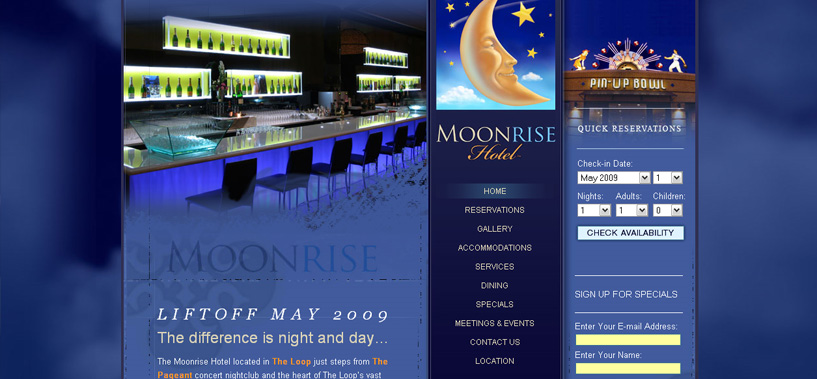 MOONRISE
LIFTOFF MAY 2009
The difference is night and day...
The Moonrise Hotel located in The Loop just steps from The
Pageant concert nightclub and the heart of The Loop's vast
MOONRISE
Hotel
HOME
RESERVATIONS
GALLERY
ACCOMMODATIONS
SERVICES
DINING
SPECIALS
MEETINGS & EVENTS
CONTACT US
LOCATION
PIN-UP BOWL
QUICK RESERVATIONS
Check-in Date:
May 2009 1
Nights: Adults: Children:
1 1 0
CHECK AVAILABILITY
SIGN UP FOR SPECIALS
Enter Your E-mail Address:
Enter Your Name: